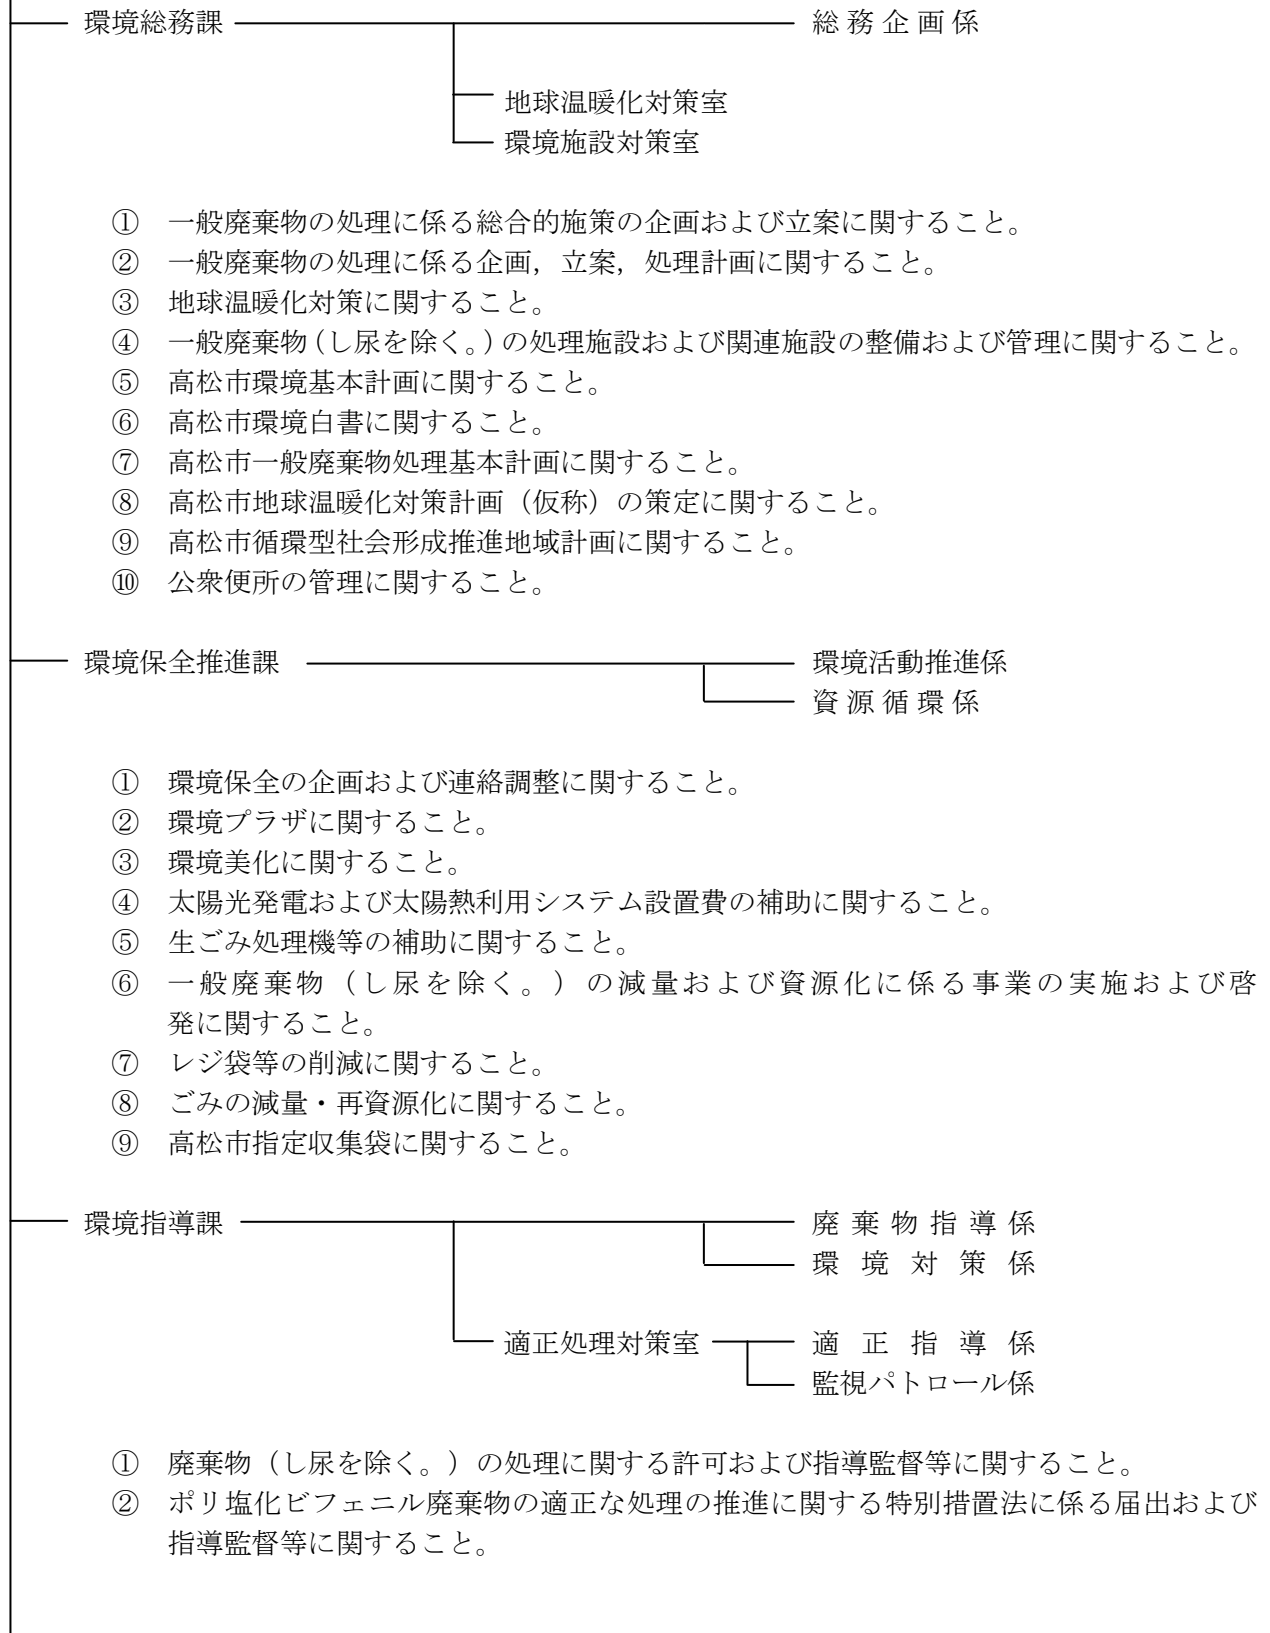 環境総務課 総務企画係
地球温暖化対策室
環境施設対策室
① 一般廃棄物の処理に係る総合的施策の企画および立案に関すること。
② 一般廃棄物の処理に係る企画，立案，処理計画に関すること。
③ 地球温暖化対策に関すること。
④ 一般廃棄物（し尿を除く。）の処理施設および関連施設の整備および管理に関すること。
⑤ 高松市環境基本計画に関すること。
⑥ 高松市環境白書に関すること。
⑦ 高松市一般廃棄物処理基本計画に関すること。
⑧ 高松市地球温暖化対策計画（仮称）の策定に関すること。
⑨ 高松市循環型社会形成推進地域計画に関すること。
⑩ 公衆便所の管理に関すること。
環境保全推進課 環境活動推進係
資源循環係
① 環境保全の企画および連絡調整に関すること。
② 環境プラザに関すること。
③ 環境美化に関すること。
④ 太陽光発電および太陽熱利用システム設置費の補助に関すること。
⑤ 生ごみ処理機等の補助に関すること。
⑥ 一般廃棄物（し尿を除く。）の減量および資源化に係る事業の実施および啓
発に関すること。
⑦ レジ袋等の削減に関すること。
⑧ ごみの減量・再資源化に関すること。
⑨ 高松市指定収集袋に関すること。
環境指導課 廃棄物指導係
環境対策係
適正処理対策室 適正指導係
監視パトロール係
① 廃棄物（し尿を除く。）の処理に関する許可および指導監督等に関すること。
② ポリ塩化ビフェニル廃棄物の適正な処理の推進に関する特別措置法に係る届出および
指導監督等に関すること。